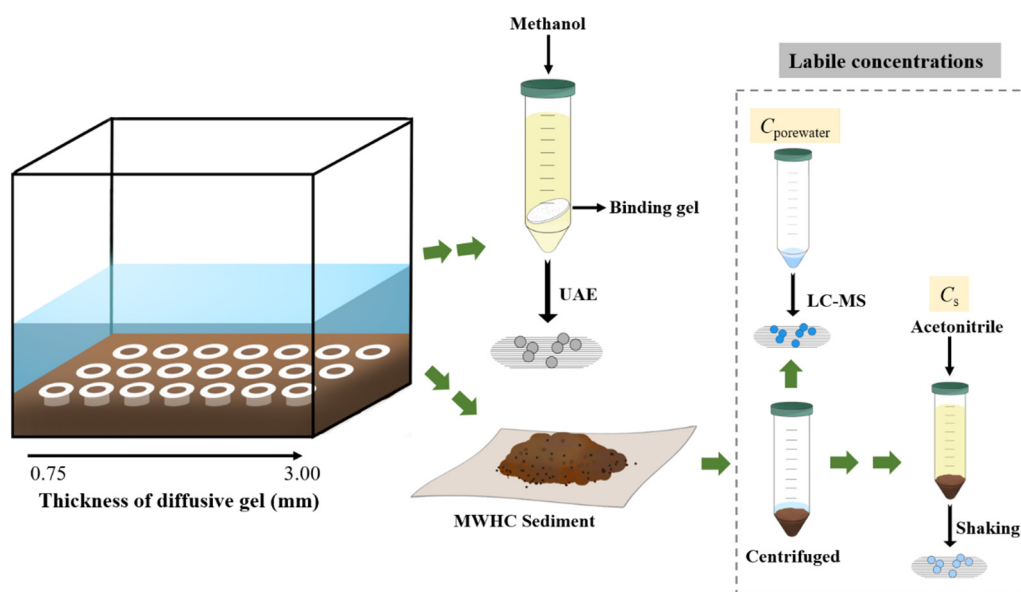 Methanol
Binding gel
UAE
0.75
3.00
Thickness of diffusive gel (mm)
MWHC Sediment
Labile concentrations
Cporewater
LC-MS
Centrifuged
Cs
Acetonitrile
Shaking